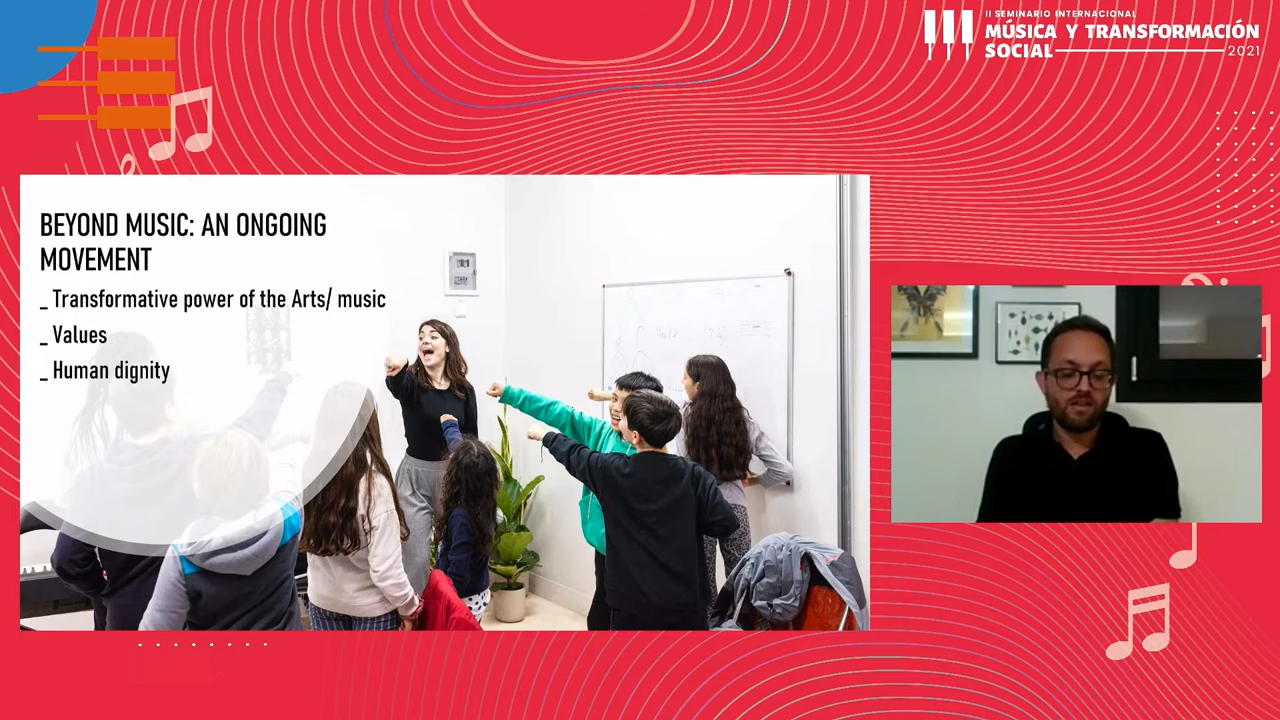 II SEMINARIO INTERNACIONAL
MÚSICA Y TRANSFORMACIÓN
SOCIAL 2021
BEYOND MUSIC: AN ONGOING
MOVEMENT
_ Transformative power of the Arts/ music
_ Values
_ Human dignity